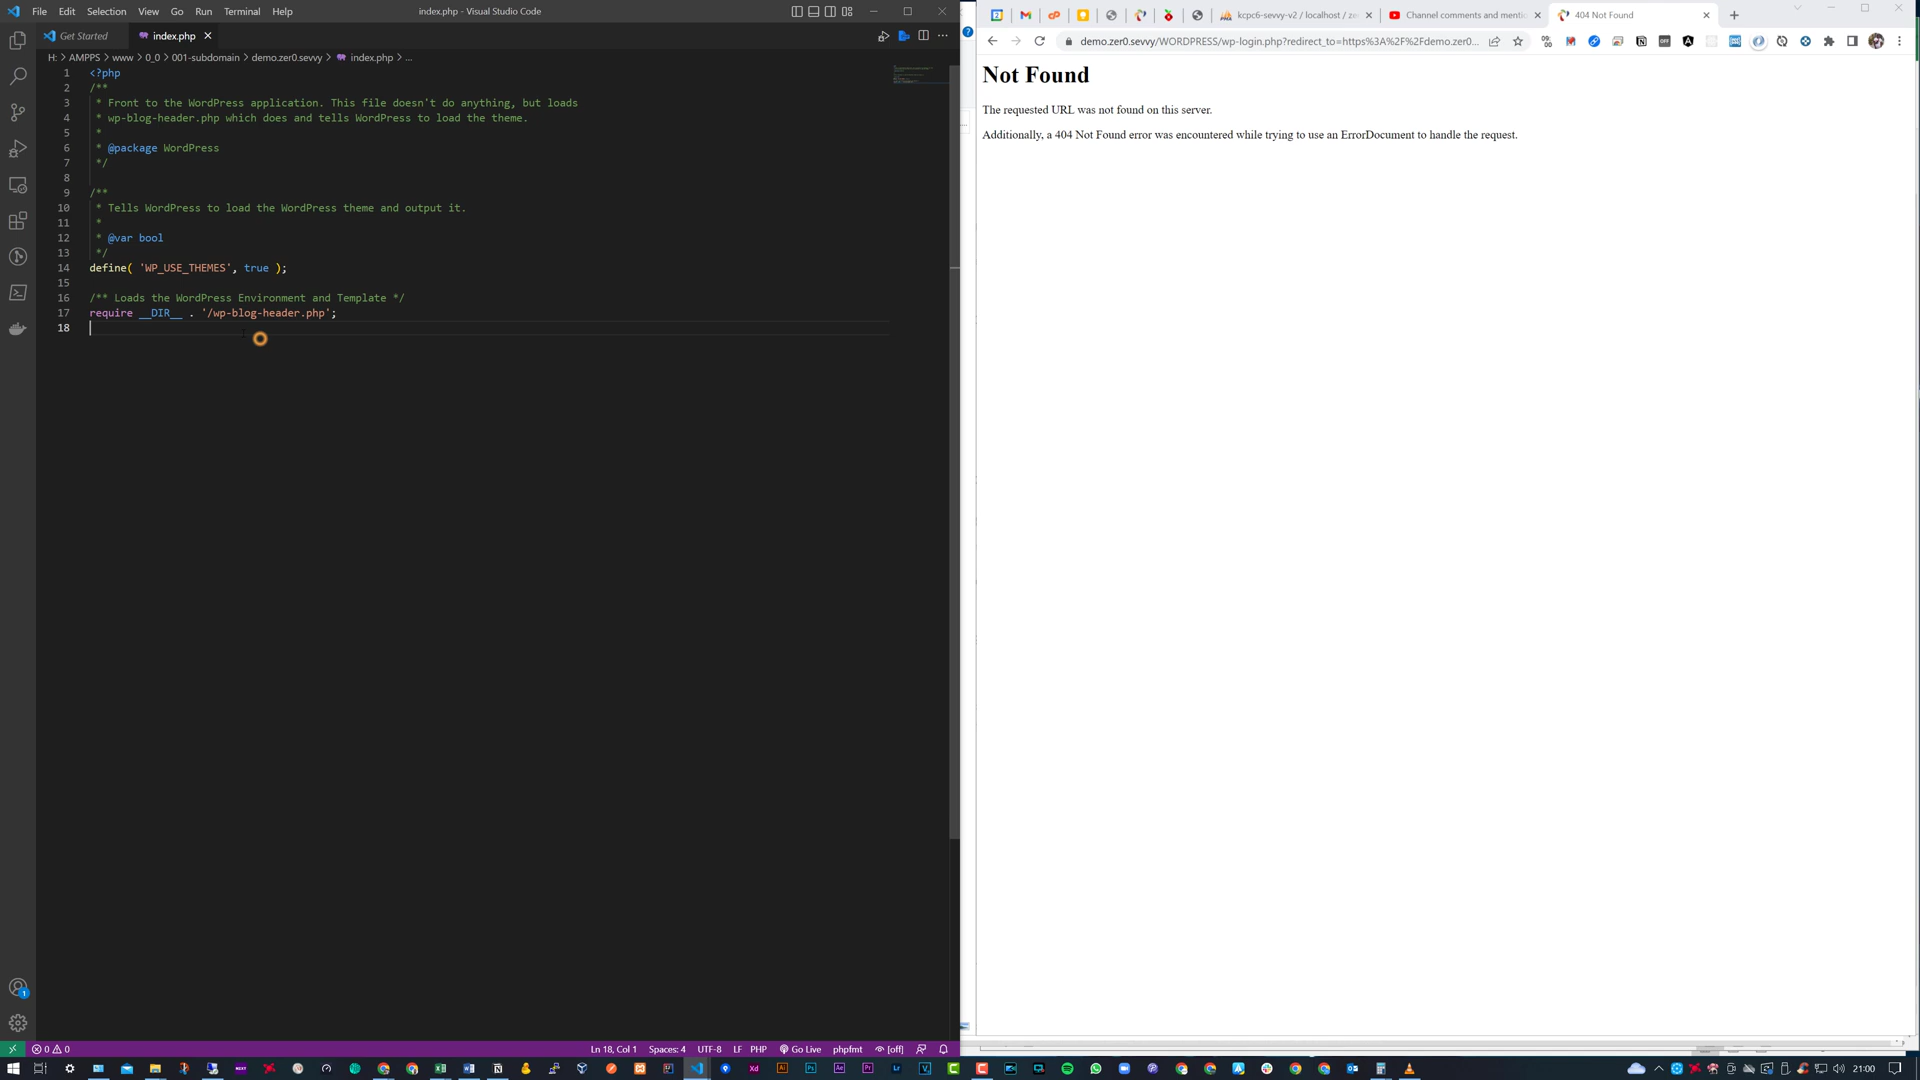 File Edit Selection View Go Run Terminal Help
index.php - Visual Studio Code
Get Started
index.php
H: > AMPPS > www > 0_0 > 001-subdomain > demo.zer0.sevvy > index.php > ...
1 <?php
2 /**
3 * Front to the WordPress application. This file doesn't do anything, but loads
4 * wp-blog-header.php which does and tells WordPress to load the theme.
5 *
6 * @package WordPress
7 */
8
9 /**
10 * Tells WordPress to load the WordPress theme and output it.
11 *
12 * @var bool
13 */
14 define( 'WP_USE_THEMES', true );
15
16 /** Loads the WordPress Environment and Template */
17 require __DIR__ . '/wp-blog-header.php';
18
0 0
Ln 18, Col 1 Spaces: 4 UTF-8 LF PHP Go Live phpfmt [off]
kcpc6-sevvy-v2 / localhost / ze
Channel comments and mentio
404 Not Found
demo.zer0.sevvy/WORDPRESS/wp-login.php?redirect_to=https%3A%2F%2Fdemo.zer0...
Not Found
The requested URL was not found on this server.
Additionally, a 404 Not Found error was encountered while trying to use an ErrorDocument to handle the request.
21:00